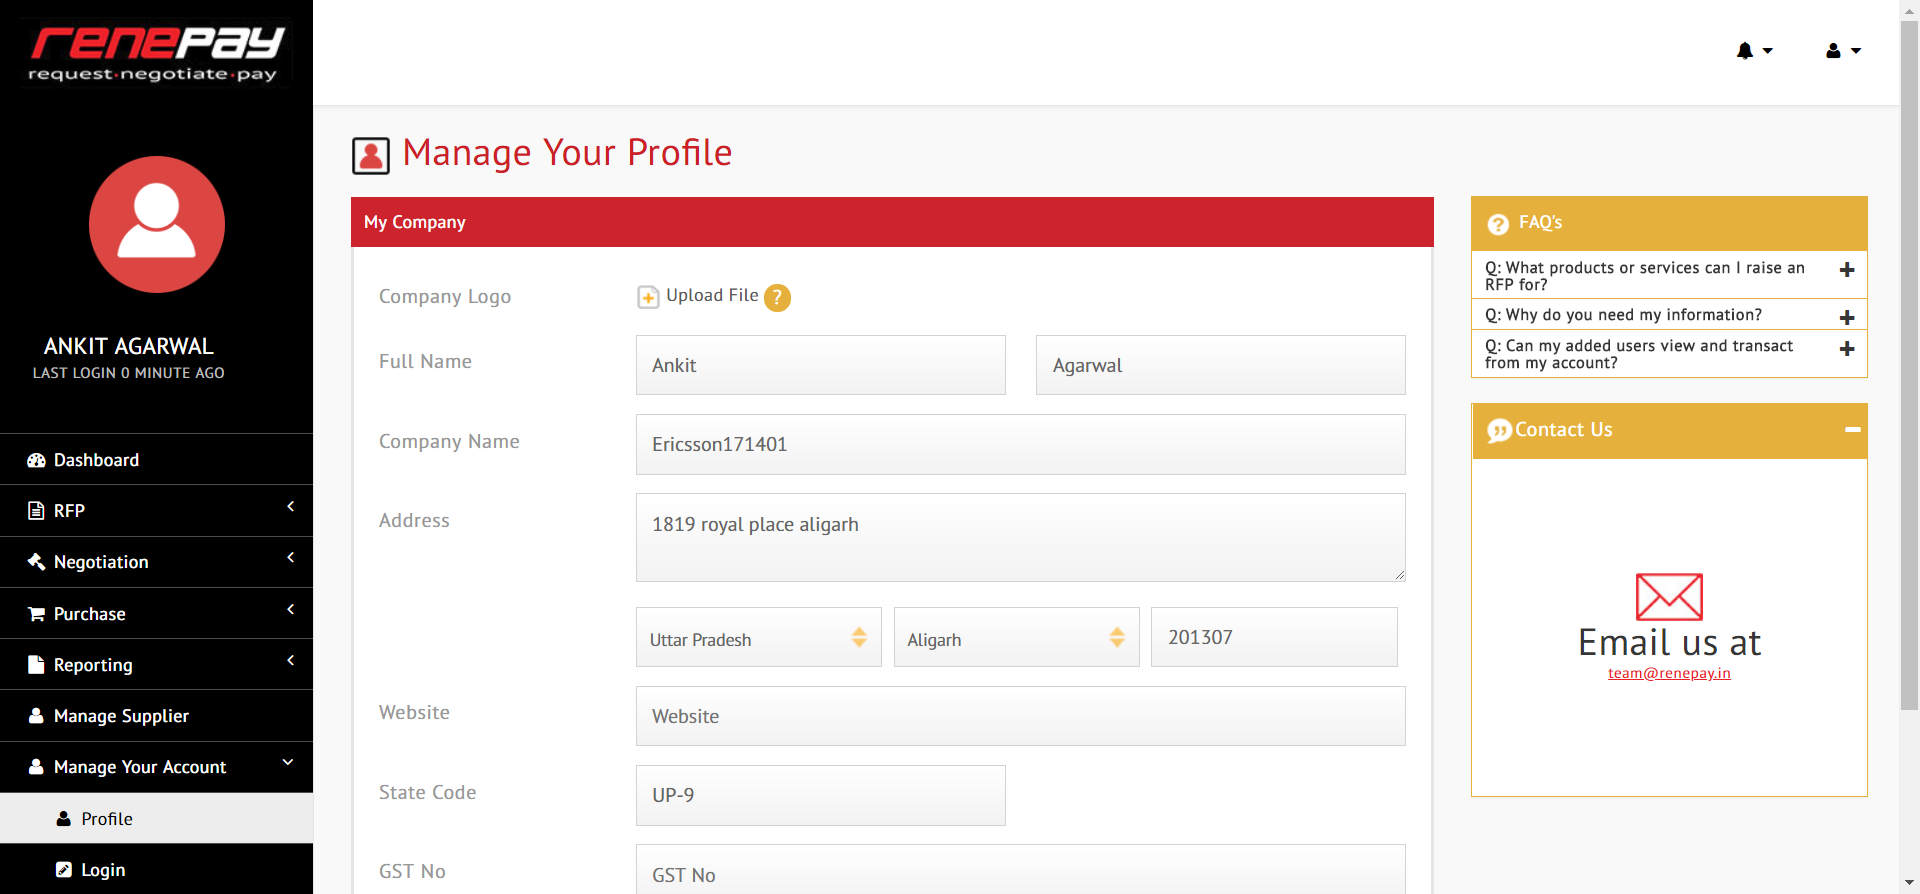 renepay
request·negotiate·pay
ANKIT AGARWAL
LAST LOGIN 0 MINUTE AGO
Dashboard
RFP
Negotiation
Purchase
Reporting
Manage Supplier
Manage Your Account
Profile
Login
Manage Your Profile
My Company
Company Logo
Upload File ?
Full Name
Ankit
Agarwal
Company Name
Ericsson171401
Address
1819 royal place aligarh
Uttar Pradesh
Aligarh
201307
Website
Website
State Code
UP-9
GST No
GST No
? FAQ's
Q: What products or services can I raise an
RFP for?
Q: Why do you need my information?
Q: Can my added users view and transact
from my account?
Contact Us
Email us at
team@renepay.in